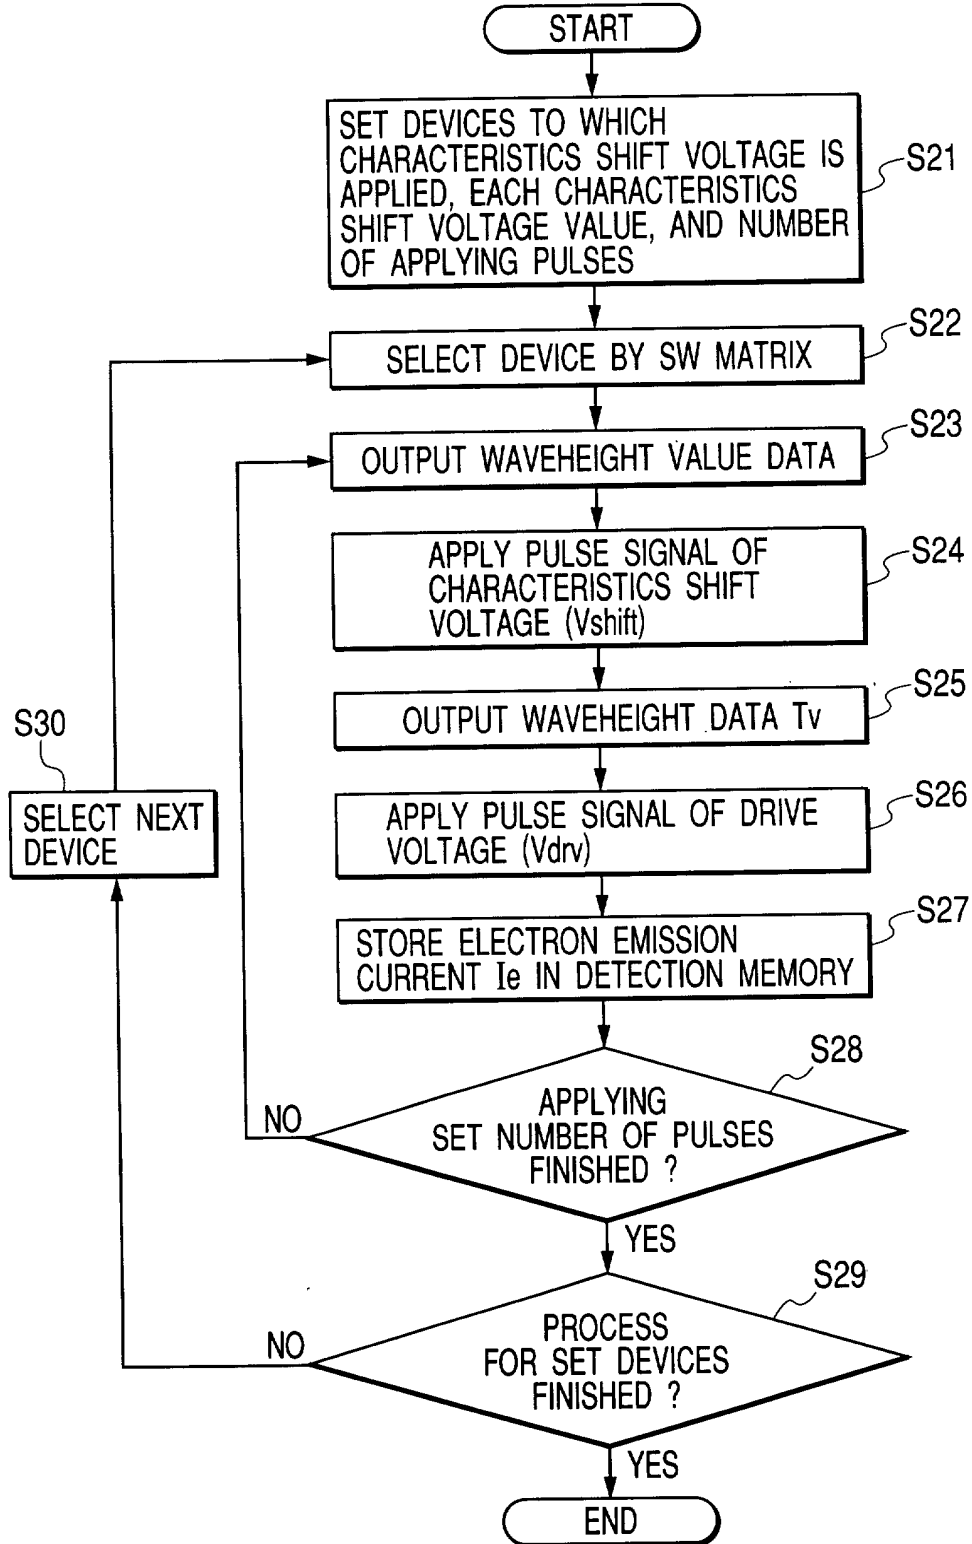 START
SET DEVICES TO WHICH
CHARACTERISTICS SHIFT VOLTAGE IS
APPLIED, EACH CHARACTERISTICS
SHIFT VOLTAGE VALUE, AND NUMBER
OF APPLYING PULSES
S21
SELECT DEVICE BY SW MATRIX
S22
OUTPUT WAVEHEIGHT VALUE DATA
S23
APPLY PULSE SIGNAL OF
CHARACTERISTICS SHIFT
VOLTAGE (Vshift)
S24
OUTPUT WAVEHEIGHT DATA Tv
S25
S30
SELECT NEXT
DEVICE
APPLY PULSE SIGNAL OF DRIVE
VOLTAGE (Vdrv)
S26
STORE ELECTRON EMISSION
CURRENT Ie IN DETECTION MEMORY
S27
APPLYING
SET NUMBER OF PULSES
FINISHED ?
S28
NO
YES
PROCESS
FOR SET DEVICES
FINISHED ?
S29
NO
YES
END